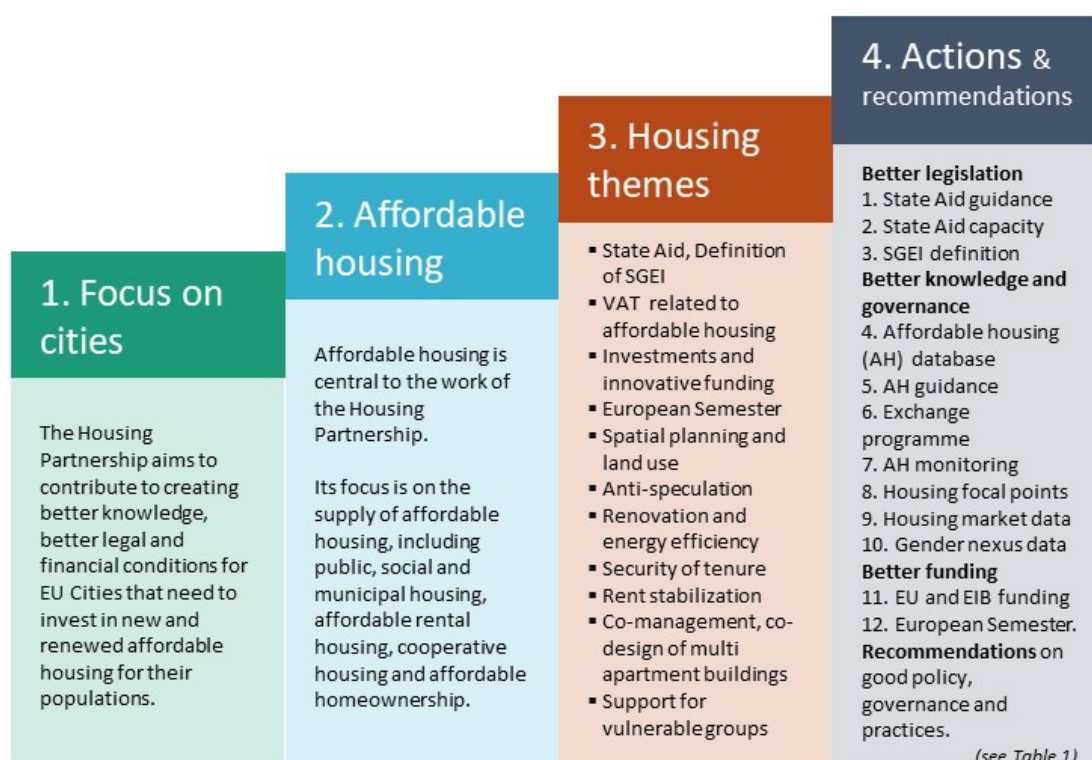 1. Focus on
cities
The Housing
Partnership aims to
contribute to creating
better knowledge,
better legal and
financial conditions for
EU Cities that need to
invest in new and
renewed affordable
housing for their
populations.
2. Affordable
housing
Affordable housing is
central to the work of
the Housing
Partnership.
Its focus is on the
supply of affordable
housing, including
public, social and
municipal housing,
affordable rental
housing, cooperative
housing and affordable
homeownership.
3. Housing
themes
▪ State Aid, Definition
of SGEI
▪ VAT related to
affordable housing
▪ Investments and
innovative funding
▪ European Semester
▪ Spatial planning and
land use
▪ Anti-speculation
▪ Renovation and
energy efficiency
▪ Security of tenure
▪ Rent stabilization
▪ Co-management, co-
design of multi
apartment buildings
▪ Support for
vulnerable groups
4. Actions &
recommendations
Better legislation
1. State Aid guidance
2. State Aid capacity
3. SGEI definition
Better knowledge and
governance
4. Affordable housing
(AH) database
5. AH guidance
6. Exchange
programme
7. AH monitoring
8. Housing focal points
9. Housing market data
10. Gender nexus data
Better funding
11. EU and EIB funding
12. European Semester.
Recommendations on
good policy,
governance and
practices.
(see Table 1)